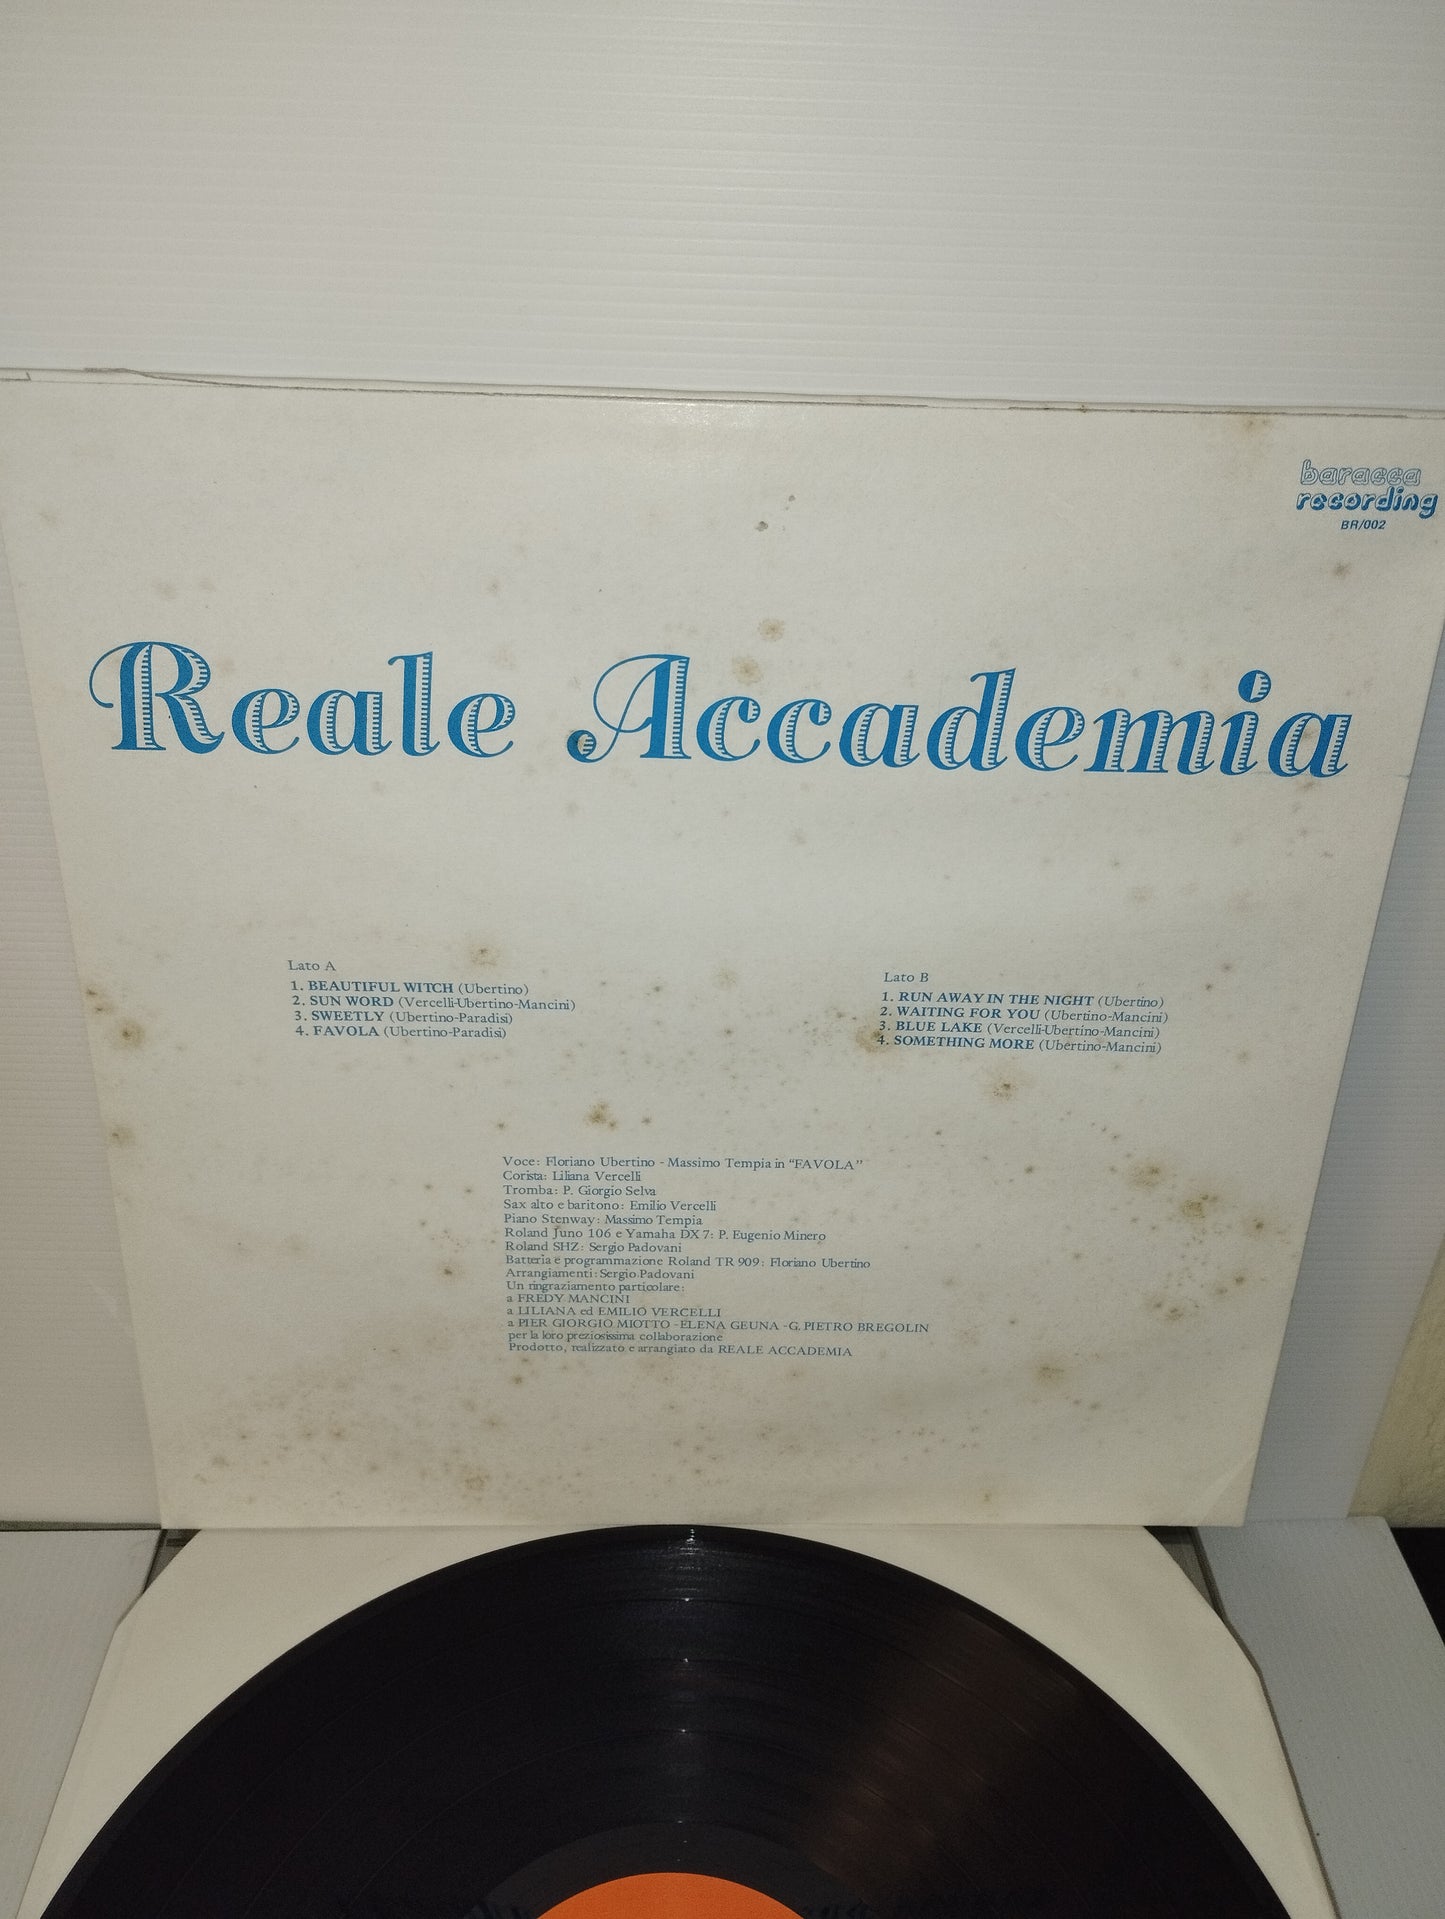 baracca
recording
BR/002
Reale Accademia
Lato A
1. BEAUTIFUL WITCH (Ubertino)
2. SUN WORD (Vercelli-Ubertino-Mancini)
3. SWEETLY (Ubertino-Paradisi)
4. FAVOLA (Ubertino-Paradisi)
Lato B
1. RUN AWAY IN THE NIGHT (Ubertino)
2. WAITING FOR YOU (Ubertino-Mancini)
3. BLUE LAKE (Vercelli-Ubertino-Mancini)
4. SOMETHING MORE (Ubertino-Mancini)
Voce: Floriano Ubertino - Massimo Tempia in “FAVOLA”
Corista: Liliana Vercelli
Tromba: P. Giorgio Selva
Sax alto e baritono: Emilio Vercelli
Piano Stenway: Massimo Tempia
Roland Juno 106 e Yamaha DX 7: P. Eugenio Minero
Roland SHZ: Sergio Padovani
Batteria e programmazione Roland TR 909: Floriano Ubertino
Arrangiamenti: Sergio Padovani
Un ringraziamento particolare:
a FREDY MANCINI
a LILIANA ed EMILIO VERCELLI
a PIER GIORGIO MIOTTO - ELENA GEUNA - G. PIETRO BREGOLIN
per la loro preziosissima collaborazione
Prodotto, realizzato e arrangiato da REALE ACCADEMIA